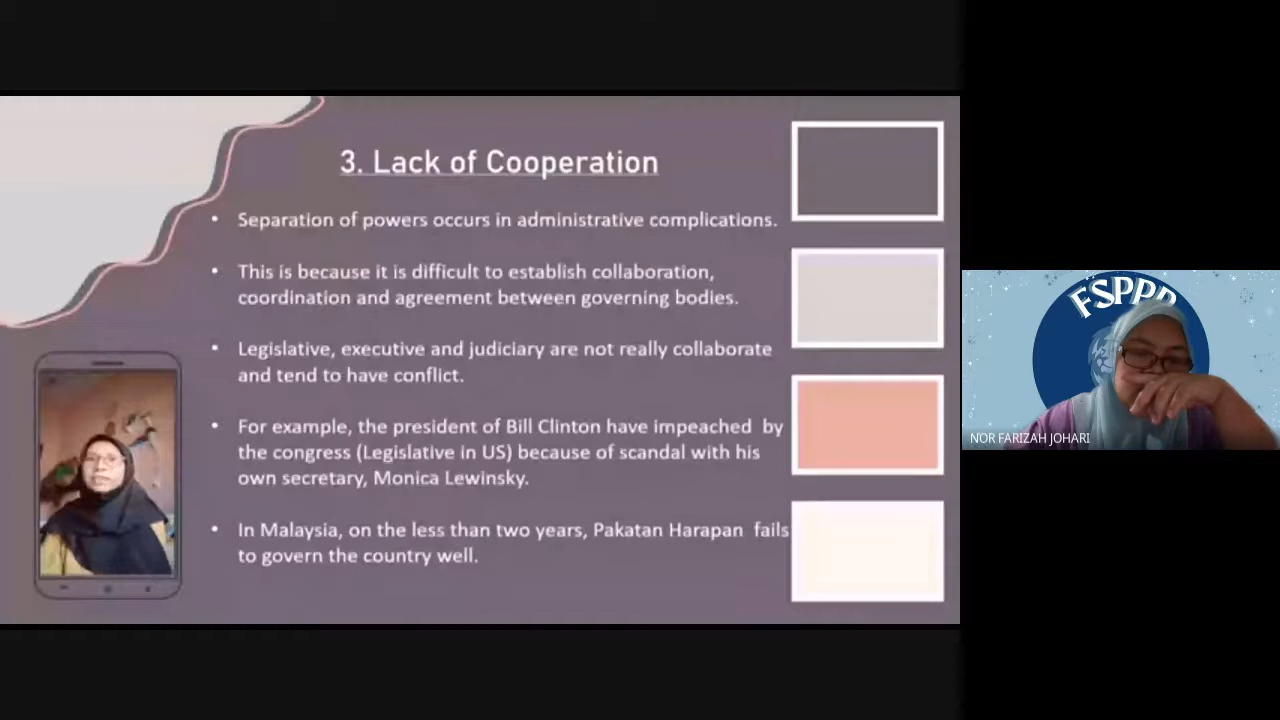 3. Lack of Cooperation
• Separation of powers occurs in administrative complications.
• This is because it is difficult to establish collaboration,
coordination and agreement between governing bodies.
• Legislative, executive and judiciary are not really collaborate
and tend to have conflict.
• For example, the president of Bill Clinton have impeached by
the congress (Legislative in US) because of scandal with his
own secretary, Monica Lewinsky.
• In Malaysia, on the less than two years, Pakatan Harapan fails
to govern the country well.
FSPPP
NOR FARIZAH JOHARI